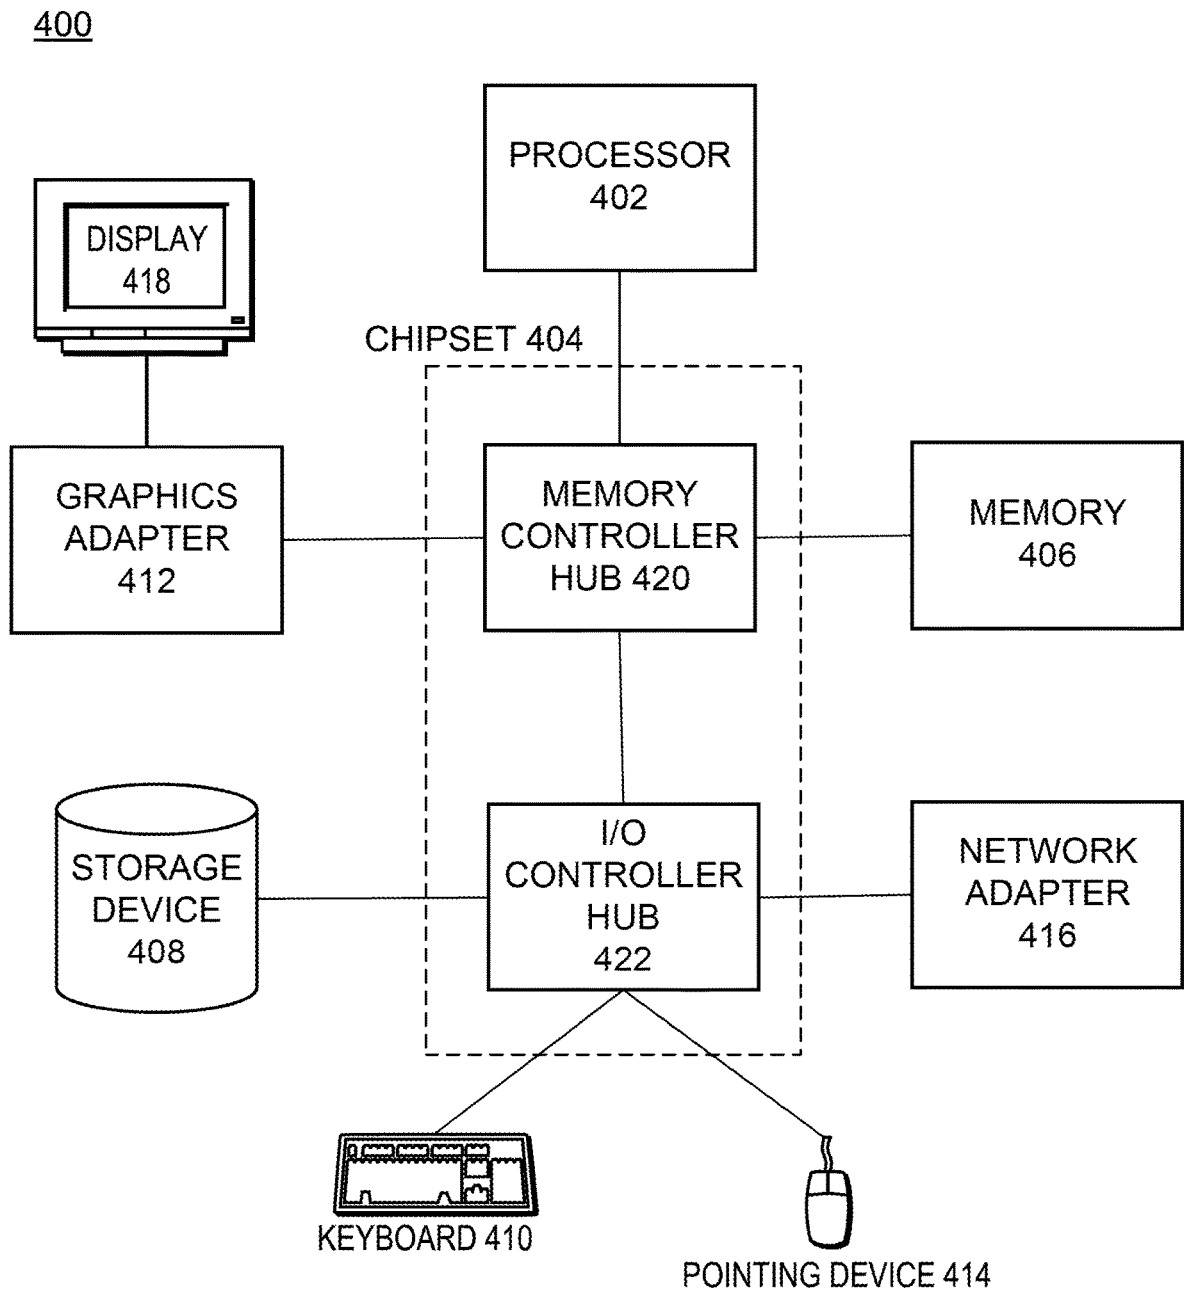 400
PROCESSOR
402
DISPLAY
418
CHIPSET 404
GRAPHICS
ADAPTER
412
MEMORY
CONTROLLER
HUB 420
MEMORY
406
STORAGE
DEVICE
408
I/O
CONTROLLER
HUB
422
NETWORK
ADAPTER
416
KEYBOARD 410
POINTING DEVICE 414